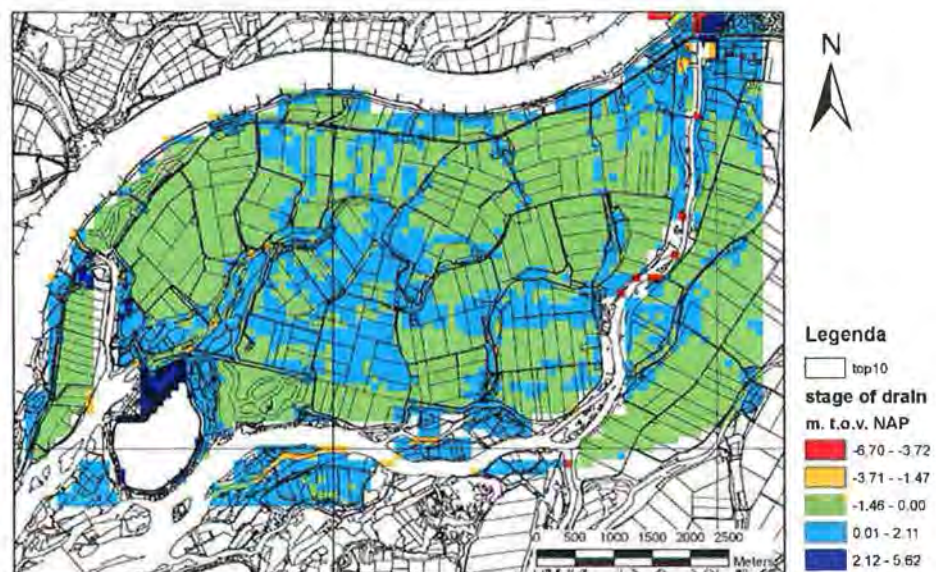 N
Legenda
top10
stage of drain
m. t.o.v. NAP
-6.70 - -3.72
-3.71 - -1.47
-1.46 - 0.00
0.01 - 2.11
2.12 - 5.62
0 500 1000 1500 2000 2500
Meters